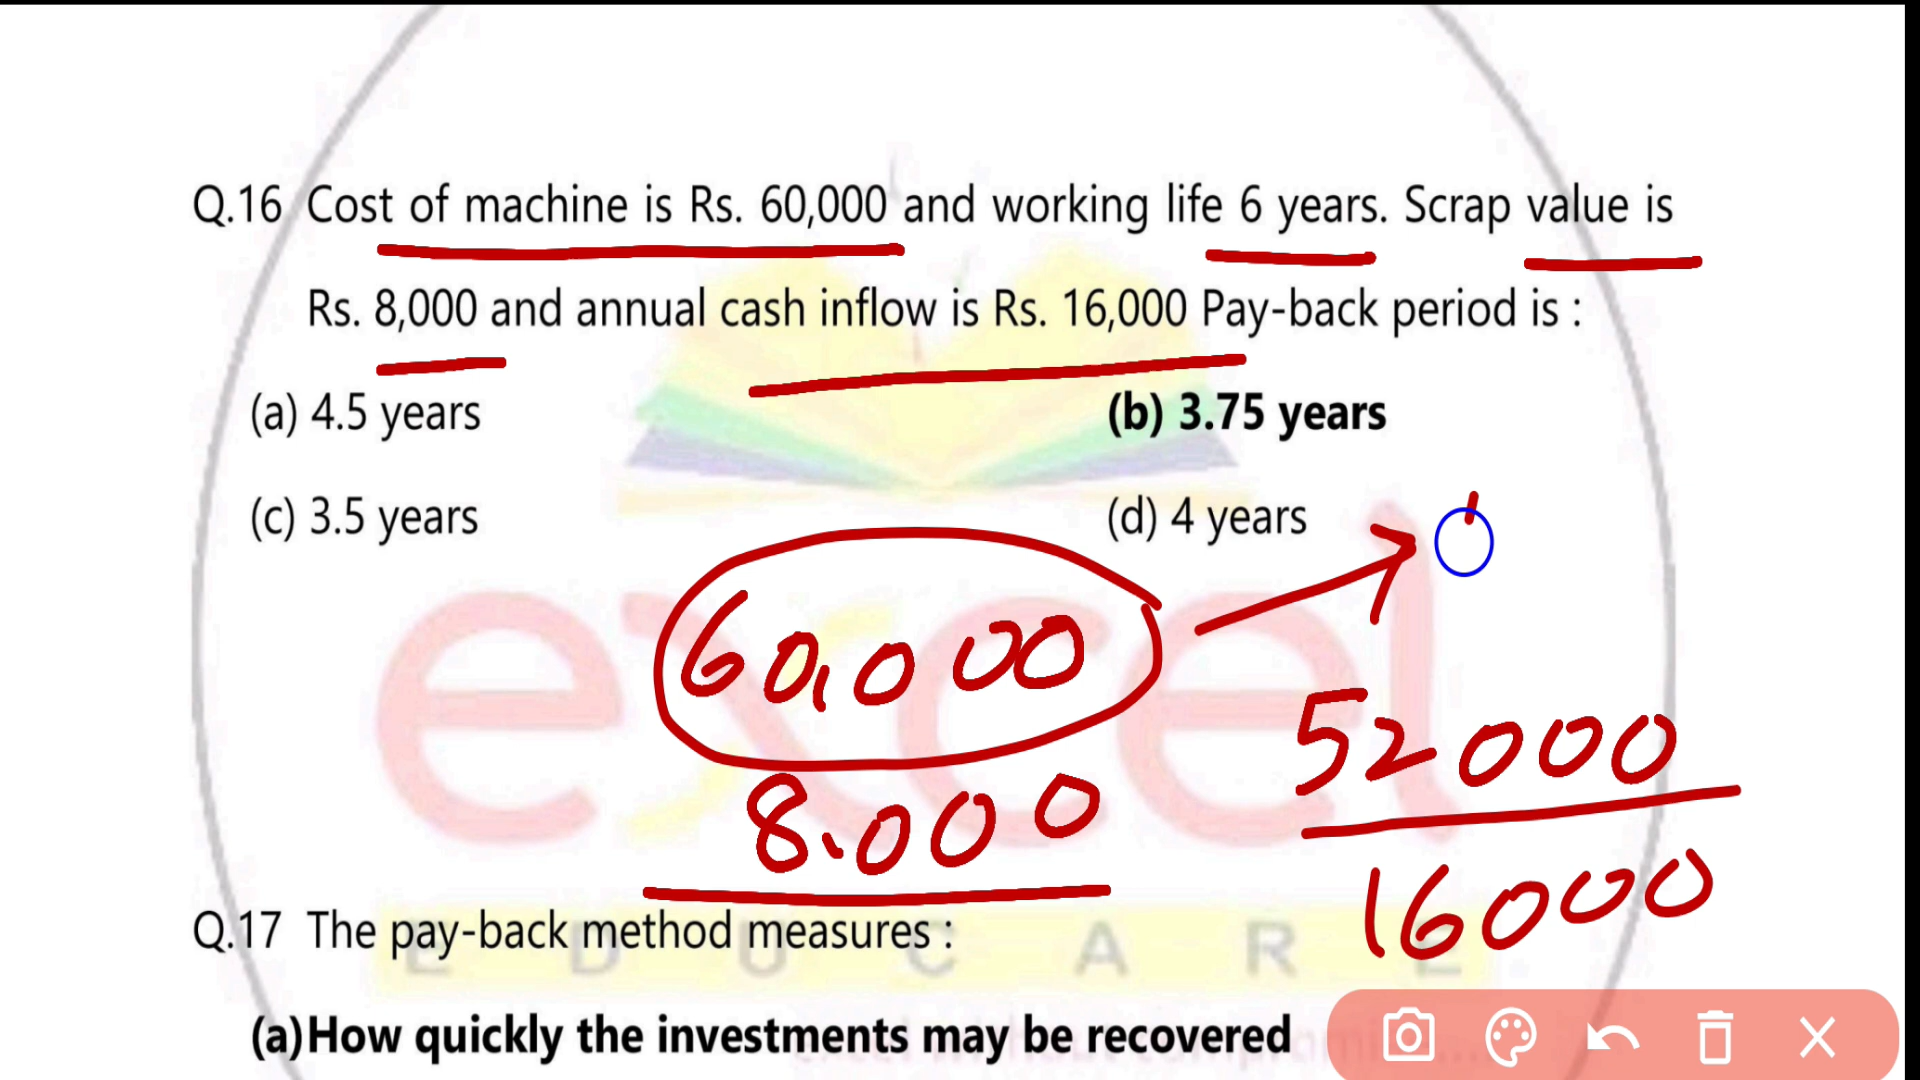 Q.16 Cost of machine is Rs. 60,000 and working life 6 years. Scrap value is
Rs. 8,000 and annual cash inflow is Rs. 16,000 Pay-back period is :
(a) 4.5 years (b) 3.75 years
(c) 3.5 years (d) 4 years
60,000
52000
8.000
16000
Q.17 The pay-back method measures :
excel
EDUCARE
(a)How quickly the investments may be recovered